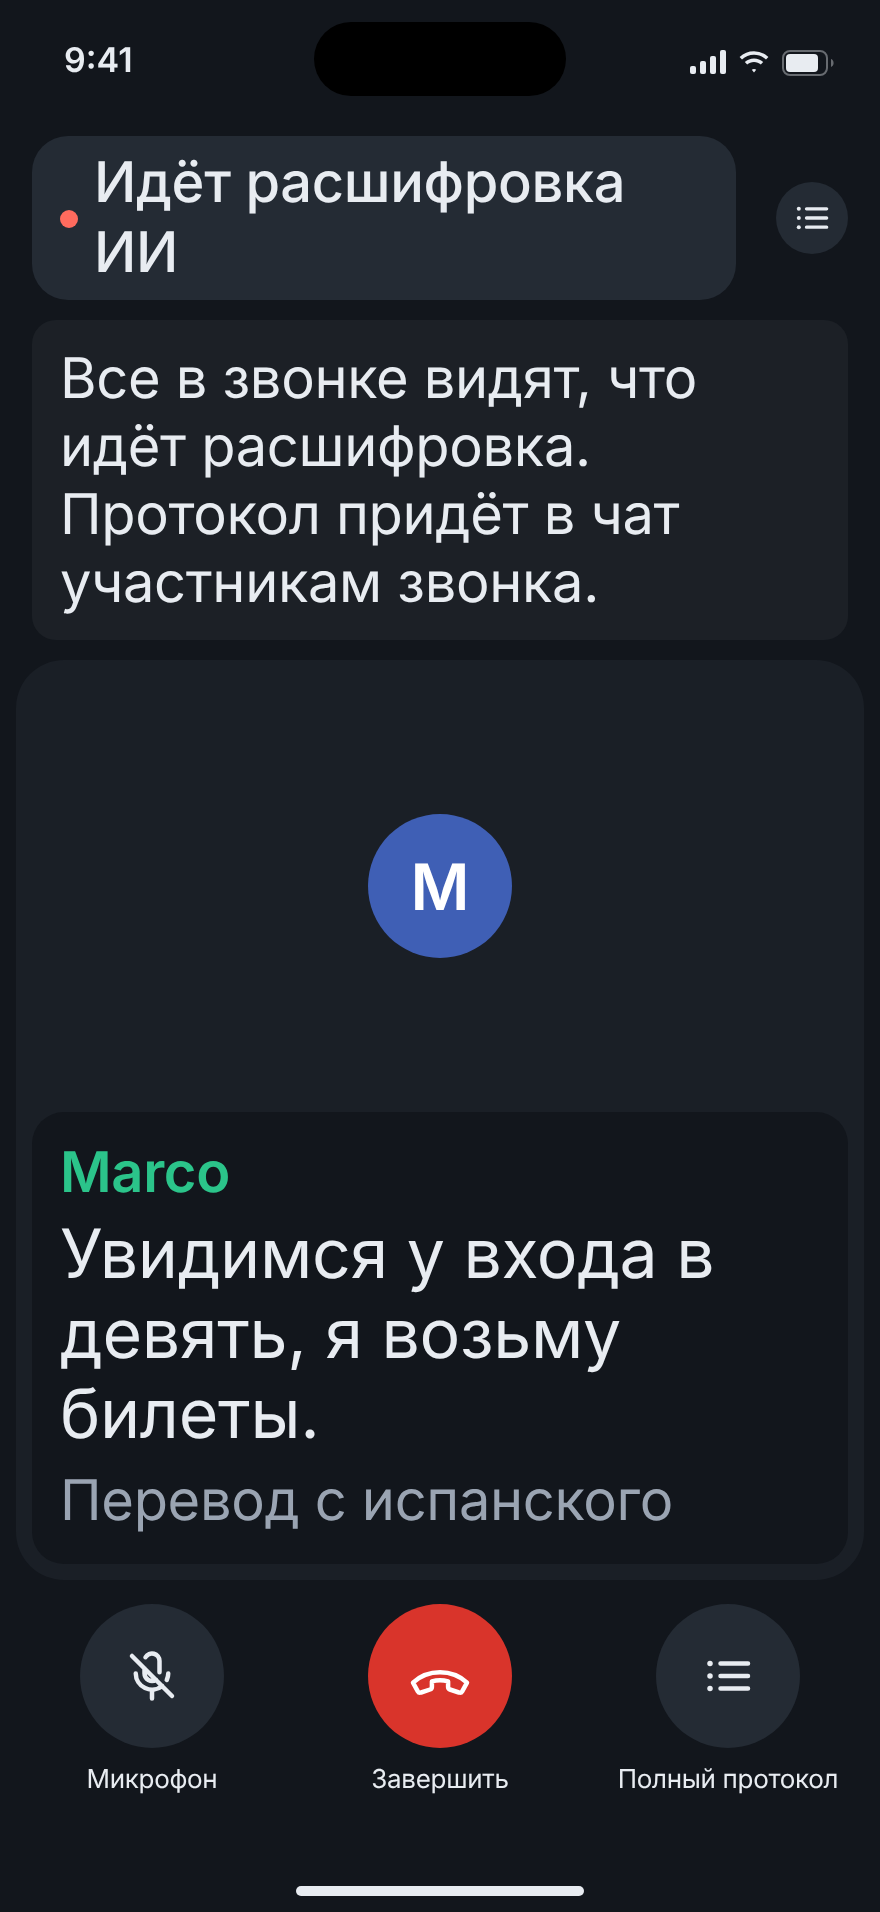 9:41
Идёт расшифровка
ИИ
Все в звонке видят, что
идёт расшифровка.
Протокол придёт в чат
участникам звонка.
M
Marco
Увидимся у входа в
девять, я возьму
билеты.
Перевод с испанского
Микрофон
Завершить
Полный протокол